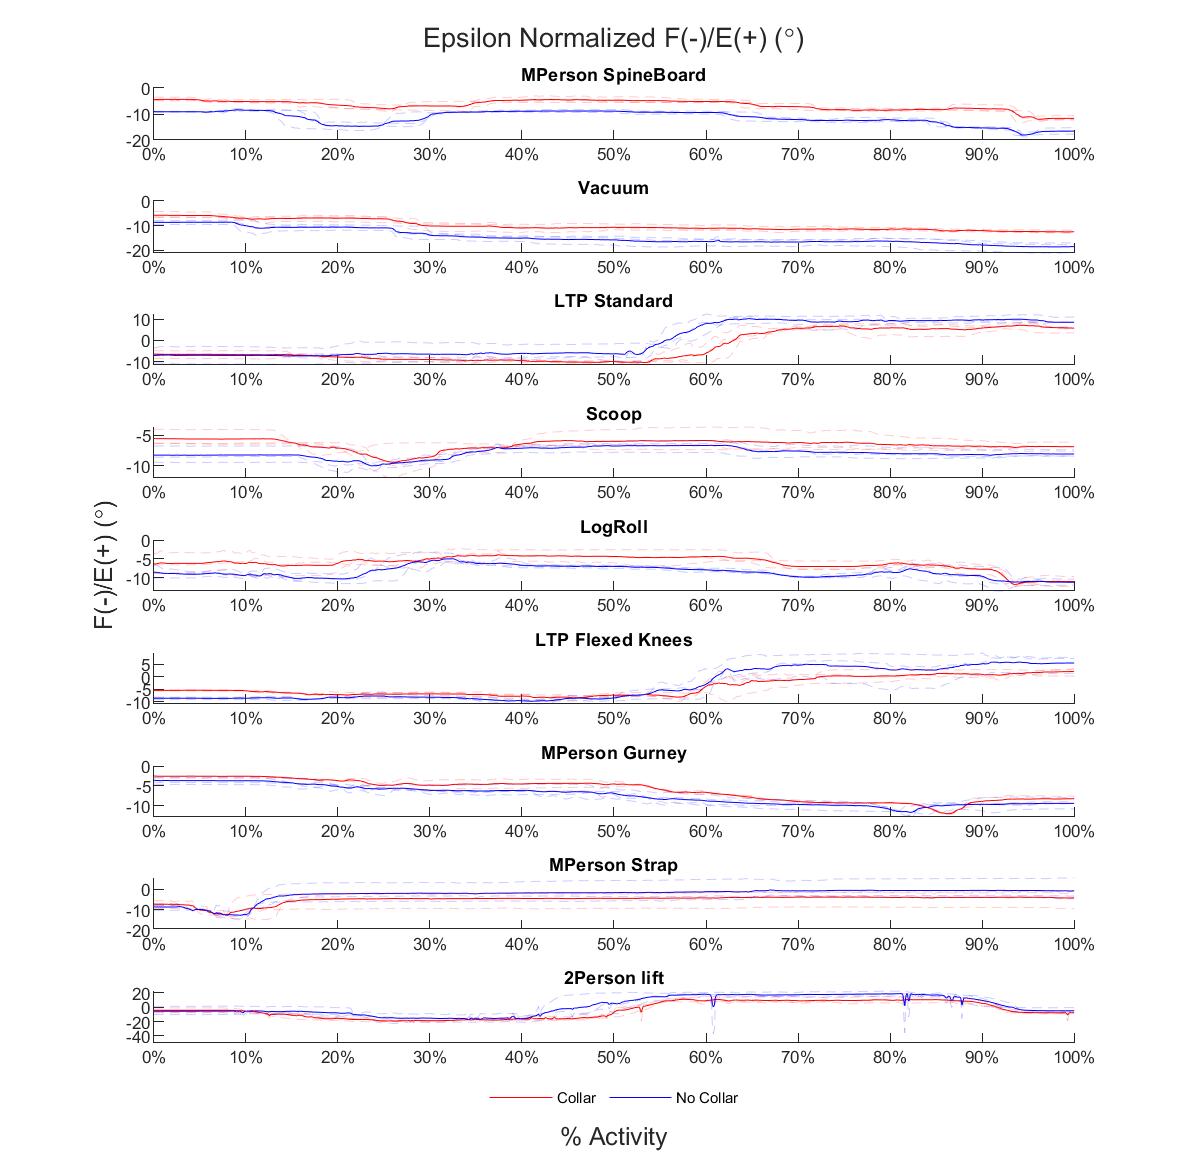 Epsilon Normalized F(-)/E(+) (°)
MPerson SpineBoard
0
-10
-20
0% 10% 20% 30% 40% 50% 60% 70% 80% 90% 100%
Vacuum
0
-10
-20
0% 10% 20% 30% 40% 50% 60% 70% 80% 90% 100%
LTP Standard
10
0
-10
0% 10% 20% 30% 40% 50% 60% 70% 80% 90% 100%
Scoop
-5
-10
0% 10% 20% 30% 40% 50% 60% 70% 80% 90% 100%
F(-)/E(+) (°)
LogRoll
0
-5
-10
0% 10% 20% 30% 40% 50% 60% 70% 80% 90% 100%
LTP Flexed Knees
5
0
-5
-10
0% 10% 20% 30% 40% 50% 60% 70% 80% 90% 100%
MPerson Gurney
0
-5
-10
0% 10% 20% 30% 40% 50% 60% 70% 80% 90% 100%
MPerson Strap
0
-10
-20
0% 10% 20% 30% 40% 50% 60% 70% 80% 90% 100%
2Person lift
20
0
-20
-40
0% 10% 20% 30% 40% 50% 60% 70% 80% 90% 100%
Collar No Collar
% Activity